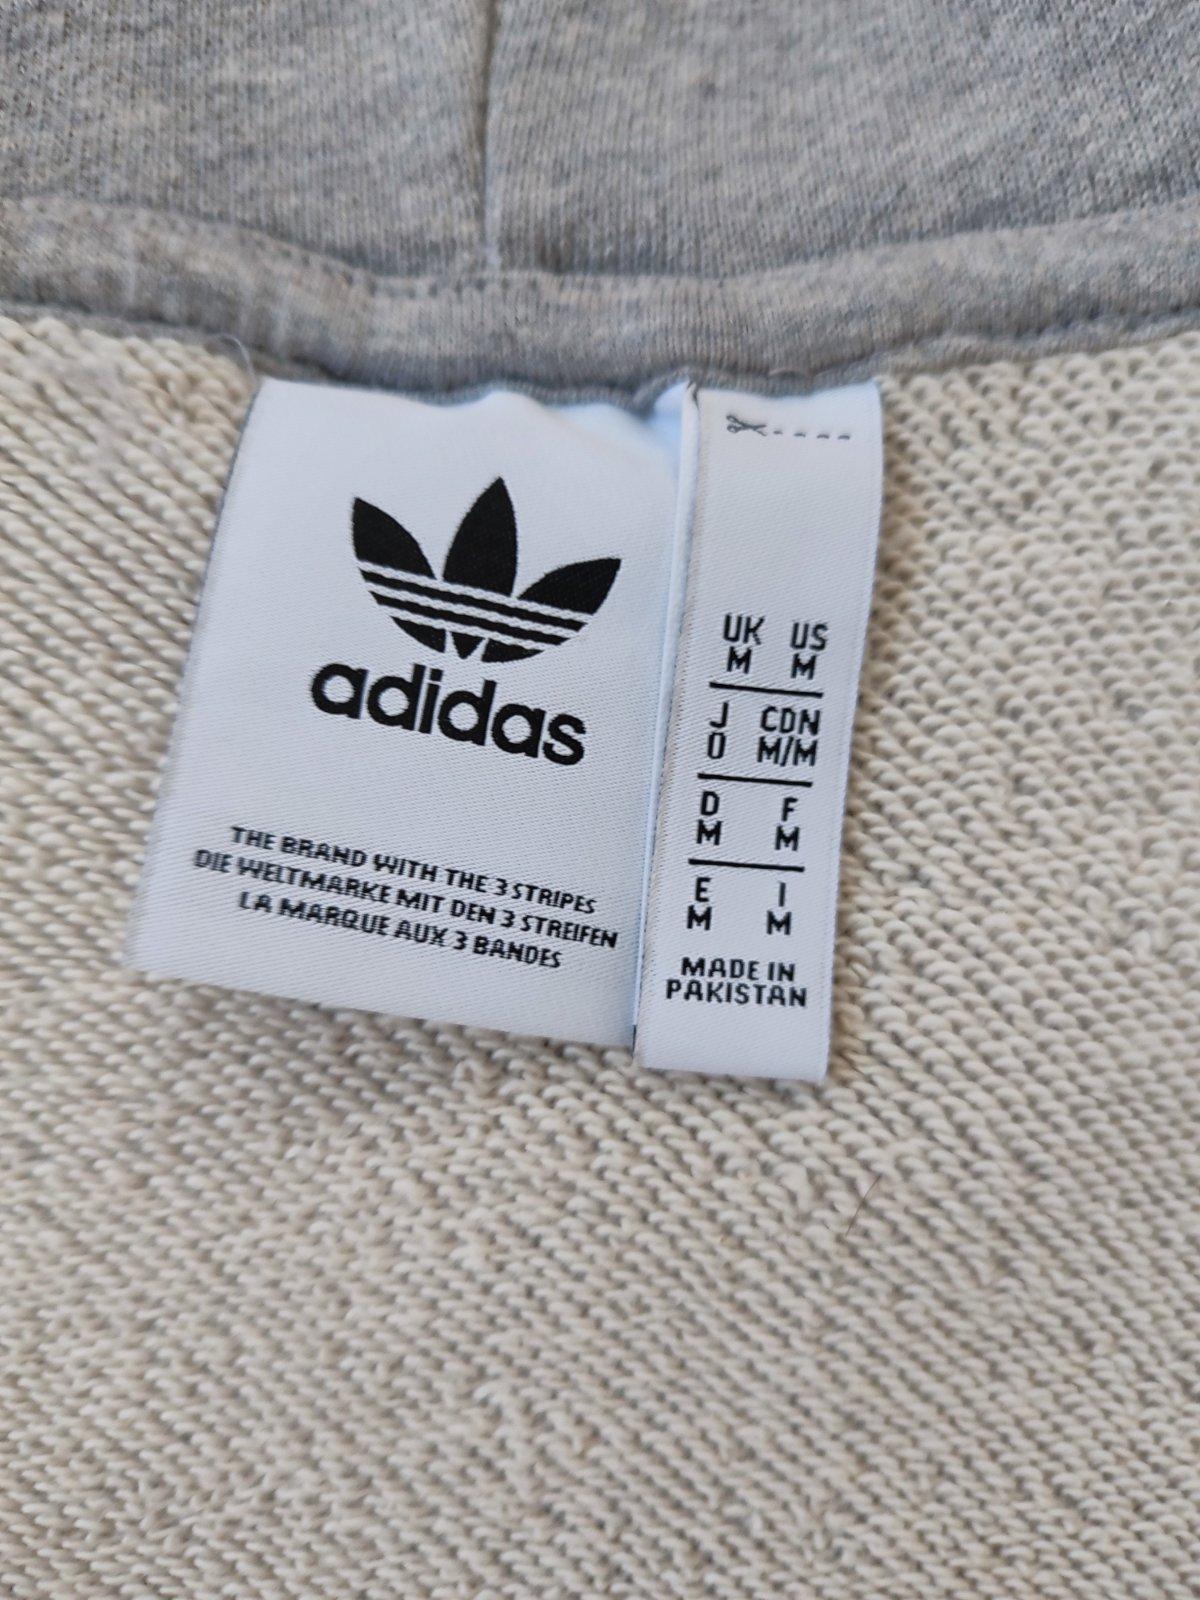 adidas
THE BRAND WITH THE 3 STRIPES
DIE WELTMARKE MIT DEN 3 STREIFEN
LA MARQUE AUX 3 BANDES
UK US
M M
J CDN
O M/M
D F
M M
E I
M M
MADE IN
PAKISTAN